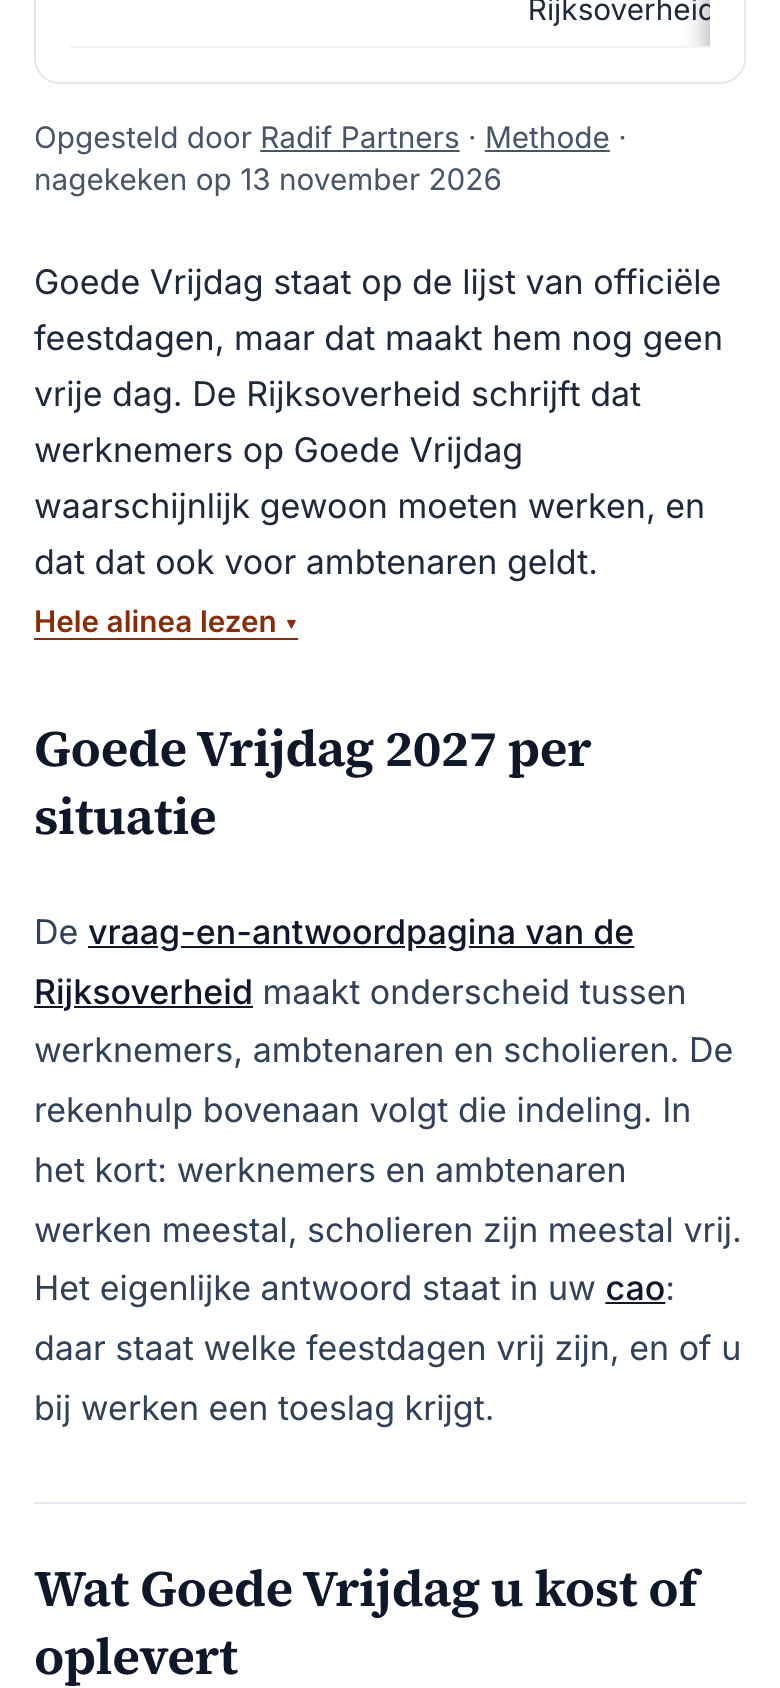 Rijksoverheid
Opgesteld door Radif Partners · Methode ·
nagekeken op 13 november 2026
Goede Vrijdag staat op de lijst van officiële
feestdagen, maar dat maakt hem nog geen
vrije dag. De Rijksoverheid schrijft dat
werknemers op Goede Vrijdag
waarschijnlijk gewoon moeten werken, en
dat dat ook voor ambtenaren geldt.
Hele alinea lezen ▾
Goede Vrijdag 2027 per
situatie
De vraag-en-antwoordpagina van de
Rijksoverheid maakt onderscheid tussen
werknemers, ambtenaren en scholieren. De
rekenhulp bovenaan volgt die indeling. In
het kort: werknemers en ambtenaren
werken meestal, scholieren zijn meestal vrij.
Het eigenlijke antwoord staat in uw cao:
daar staat welke feestdagen vrij zijn, en of u
bij werken een toeslag krijgt.
Wat Goede Vrijdag u kost of
oplevert